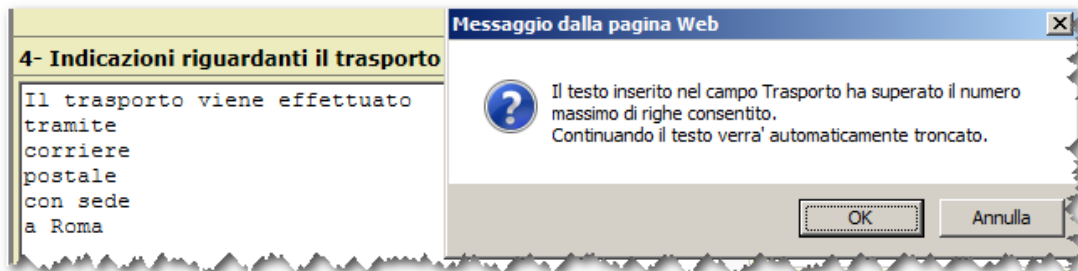 4- Indicazioni riguardanti il trasporto
Il trasporto viene effettuato
tramite
corriere
postale
con sede
a Roma
Messaggio dalla pagina Web
Il testo inserito nel campo Trasporto ha superato il numero
massimo di righe consentito.
Continuando il testo verra' automaticamente troncato.
OK
Annulla